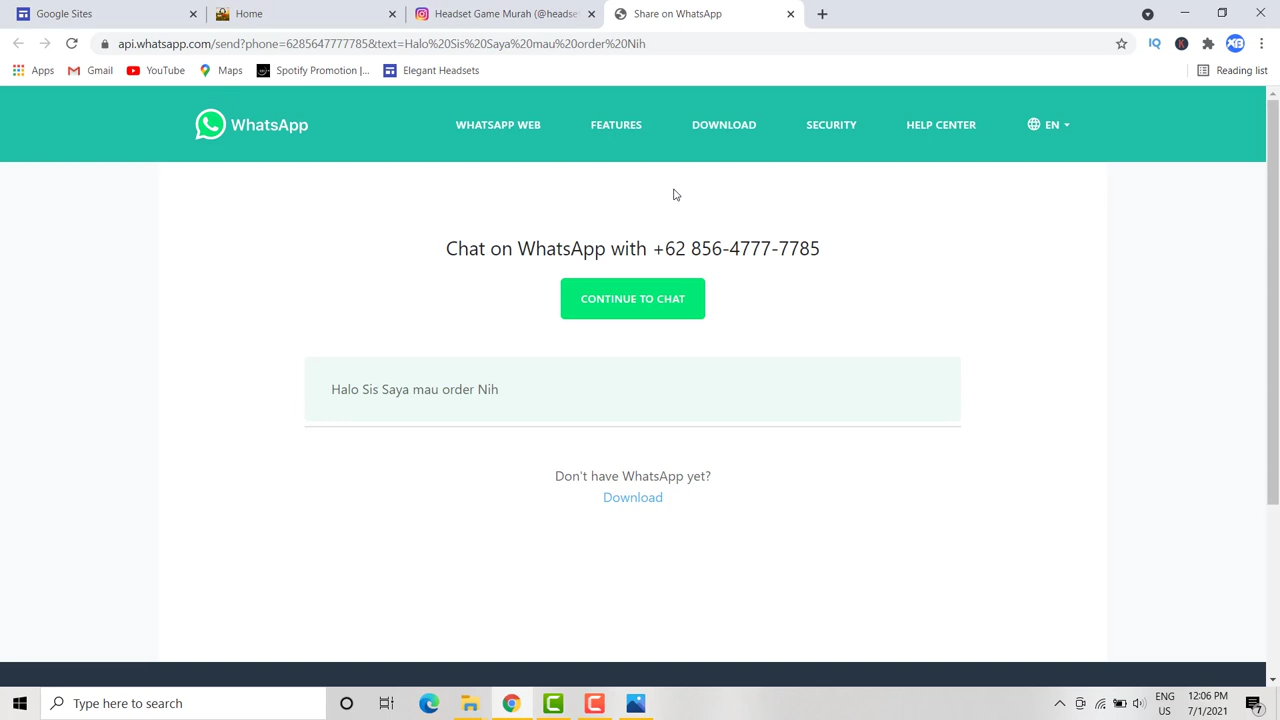 Google Sites
Home
Headset Game Murah (@headset
Share on WhatsApp
api.whatsapp.com/send?phone=6285647777785&text=Halo%20Sis%20Saya%20mau%20order%20Nih
IQ
K
Apps
Gmail
YouTube
Maps
Spotify Promotion |...
Elegant Headsets
Reading list
WhatsApp
WHATSAPP WEB
FEATURES
DOWNLOAD
SECURITY
HELP CENTER
EN
Chat on WhatsApp with +62 856-4777-7785
CONTINUE TO CHAT
Halo Sis Saya mau order Nih
Don't have WhatsApp yet?
Download
Type here to search
ENG
US
12:06 PM
7/1/2021
7